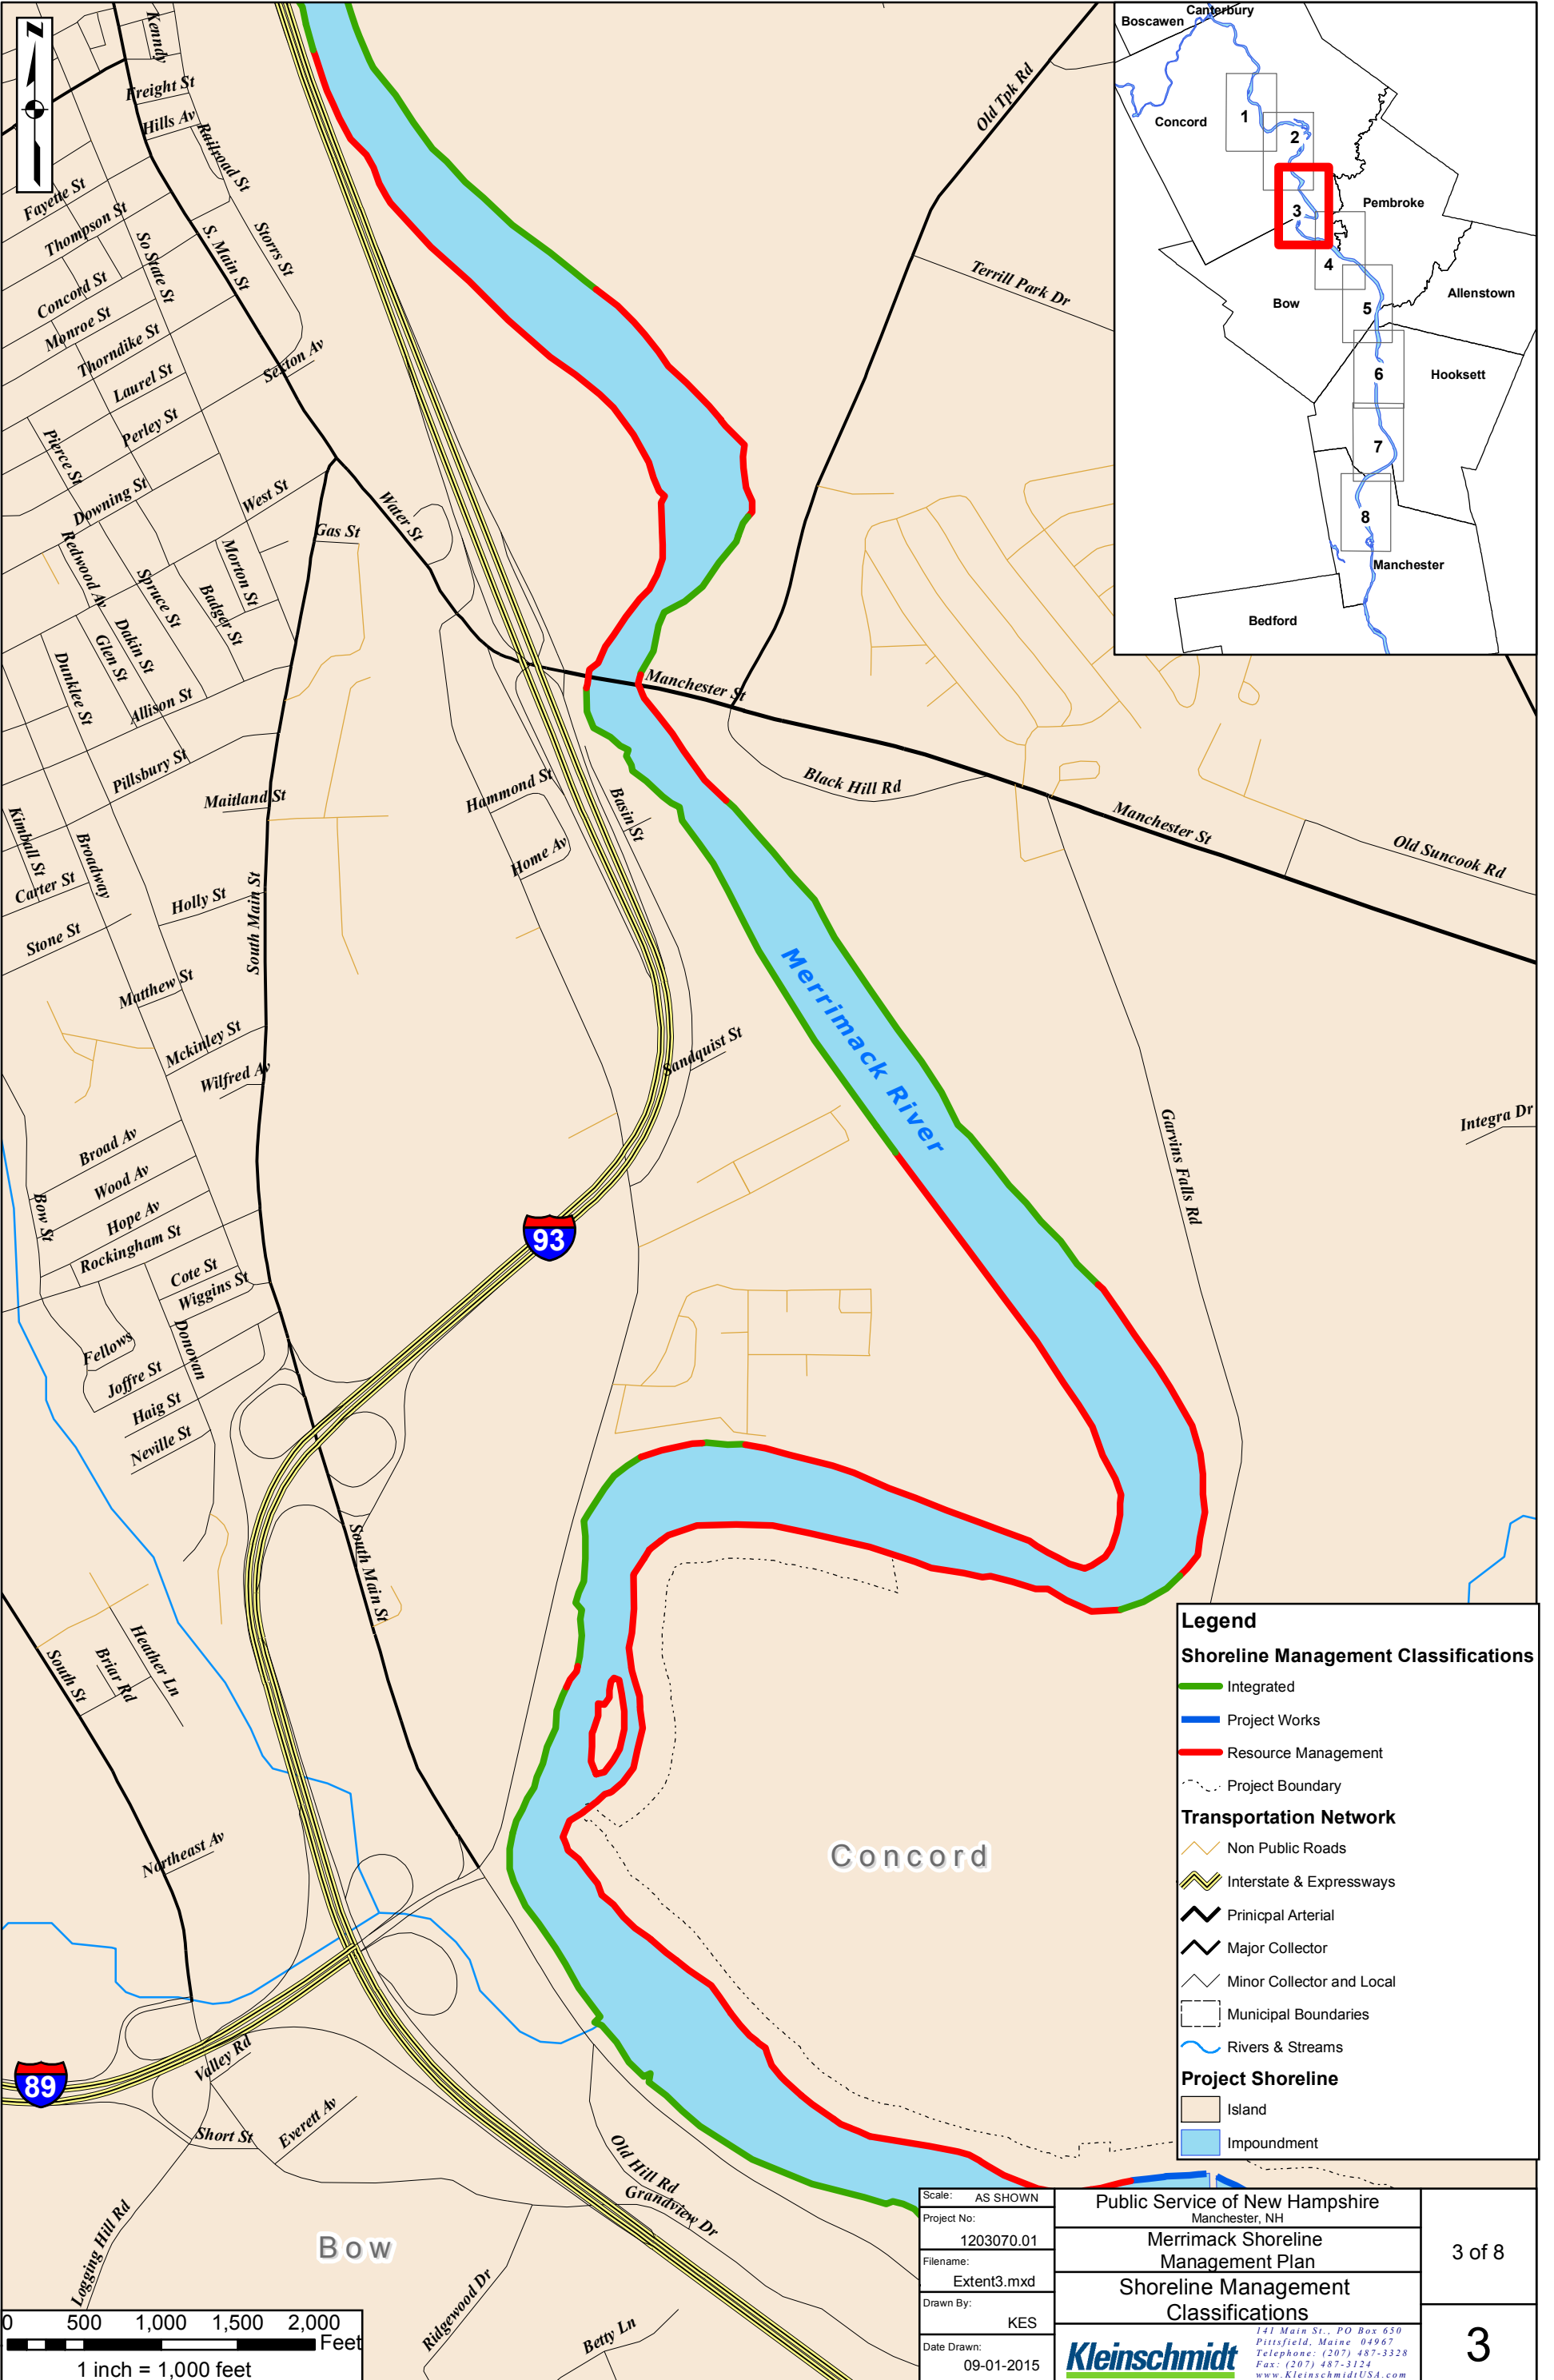 Z
Kenndy
Freight St
Hills Av
Railroad St
Fayette St
Thompson St
Storrs St
S. Main St
So State St
Concord St
Monroe St
Thorndike St
Laurel St
Sexton Av
Perley St
Pierce St
Downing St
West St
Water St
Gas St
Redwood Av
Morton St
Spruce St
Badger St
Dakin St
Glen St
Dunklee St
Allison St
Pillsbury St
Maitland St
Kimball St
Broadway
Carter St
Holly St
Stone St
South Main St
Matthew St
Mckinley St
Wilfred Av
Hammond St
Home Av
Basin St
Sandquist St
Old Tpk Rd
Terrill Park Dr
Manchester St
Black Hill Rd
Manchester St
Old Suncook Rd
Merrimack River
Garvins Falls Rd
Integra Dr
Broad Av
Wood Av
Bow St
Hope Av
Rockingham St
Cote St
Wiggins St
Donovan
Fellows
Joffre St
Haig St
Neville St
93
South Main St
South St
Briar Rd
Heather Ln
Northeast Av
Concord
Valley Rd
89
Short St
Everett Av
Old Hill Rd
Grandview Dr
Logging Hill Rd
Bow
Ridgewood Dr
Betty Ln
Canterbury
Boscawen
Concord
1
2
3
Pembroke
4
Bow
5
Allenstown
6
Hooksett
7
8
Manchester
Bedford
Legend
Shoreline Management Classifications
Integrated
Project Works
Resource Management
Project Boundary
Transportation Network
Non Public Roads
Interstate & Expressways
Prinicpal Arterial
Major Collector
Minor Collector and Local
Municipal Boundaries
Rivers & Streams
Project Shoreline
Island
Impoundment
0 500 1,000 1,500 2,000
Feet
1 inch = 1,000 feet
Scale: AS SHOWN
Project No:
1203070.01
Filename:
Extent3.mxd
Drawn By:
KES
Date Drawn:
09-01-2015
Public Service of New Hampshire
Manchester, NH
Merrimack Shoreline
Management Plan
Shoreline Management
Classifications
Kleinschmidt
141 Main St., PO Box 650
Pittsfield, Maine 04967
Telephone: (207) 487-3328
Fax: (207) 487-3124
www.KleinschmidtUSA.com
3 of 8
3